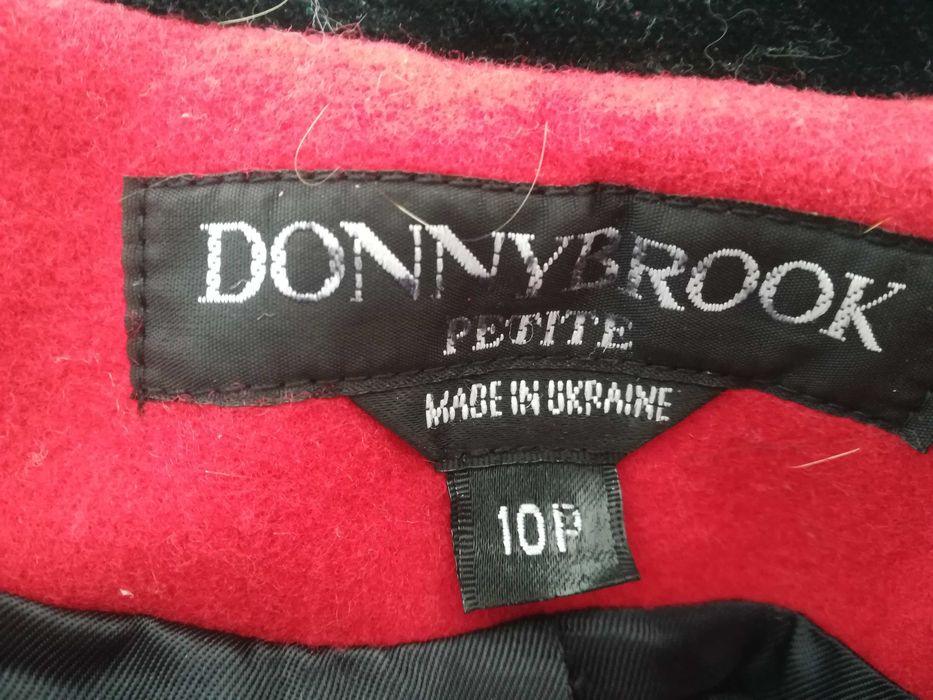 DONNYBROOK
PETITE
MADE IN UKRAINE
10P